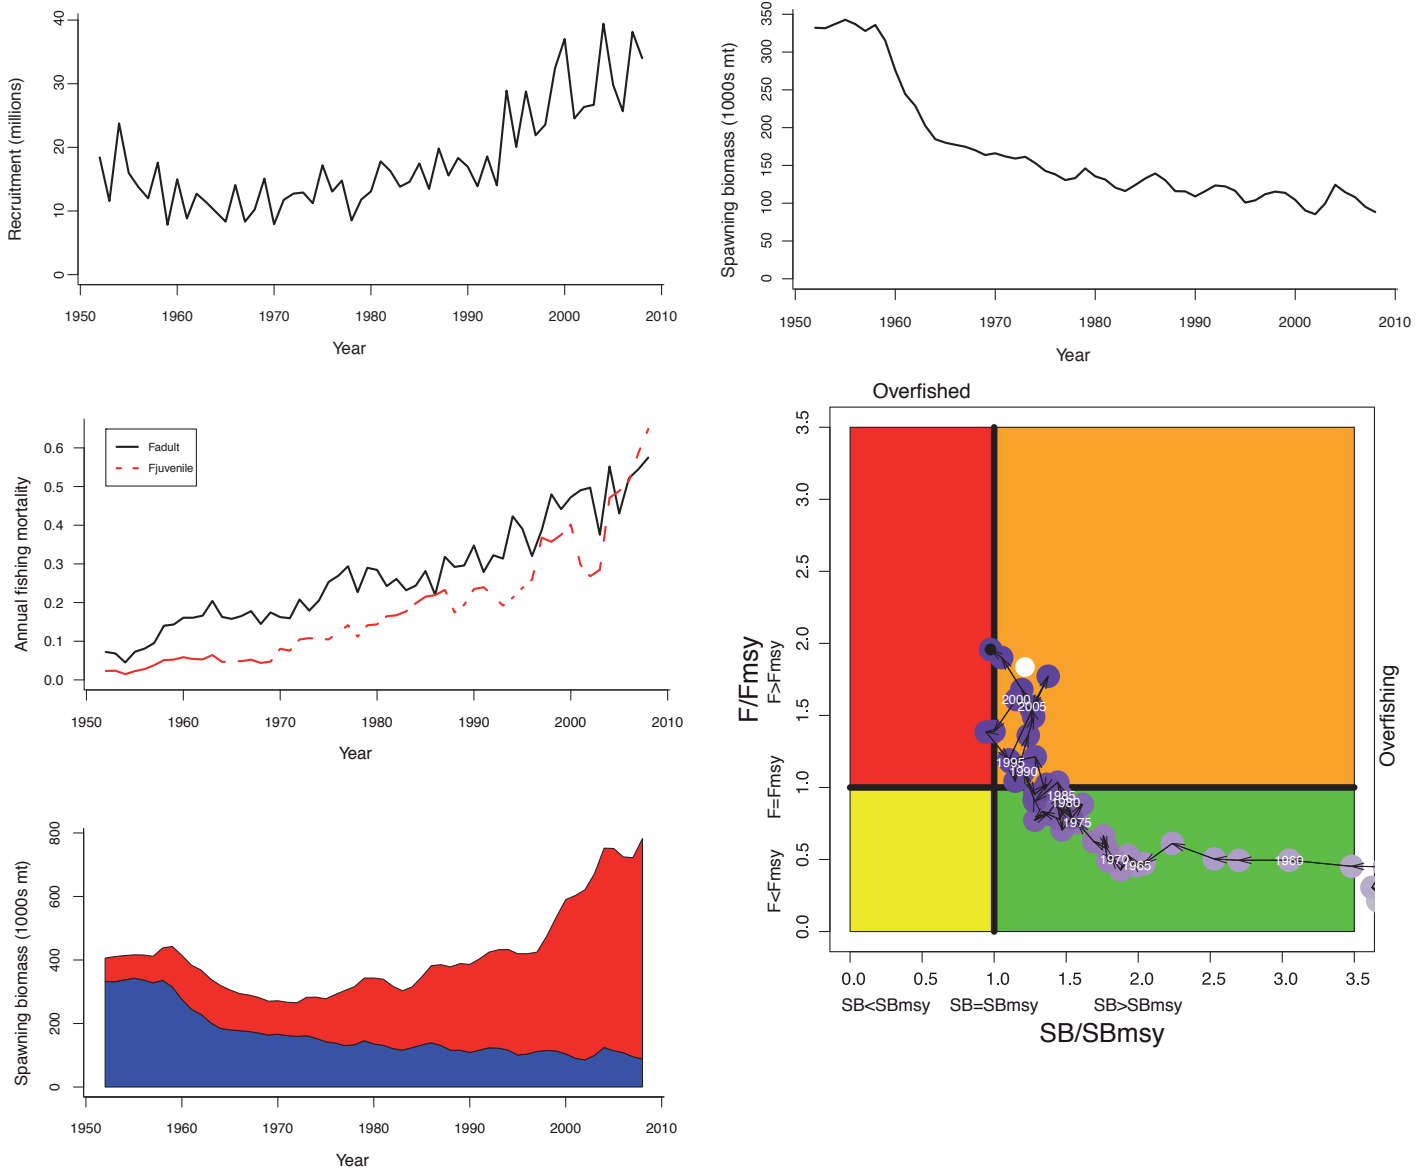 Recruitment (millions)
40
30
20
10
0
1950 1960 1970 1980 1990 2000 2010
Year
Spawning biomass (1000s mt)
350
300
250
200
150
100
50
0
1950 1960 1970 1980 1990 2000 2010
Year
Annual fishing mortality
0.6
0.5
0.4
0.3
0.2
0.1
0.0
Fadult
Fjuvenile
1950 1960 1970 1980 1990 2000 2010
Year
Overfished
Overfishing
F/Fmsy
F>Fmsy
F=Fmsy
F<Fmsy
3.5
3.0
2.5
2.0
1.5
1.0
0.5
0.0
2000
2005
1995
1990
1985
1980
1975
1970
1965
1960
0.0 0.5 1.0 1.5 2.0 2.5 3.0 3.5
SB<SBmsy SB=SBmsy SB>SBmsy
SB/SBmsy
Spawning biomass (1000s mt)
800
600
400
200
0
1950 1960 1970 1980 1990 2000 2010
Year